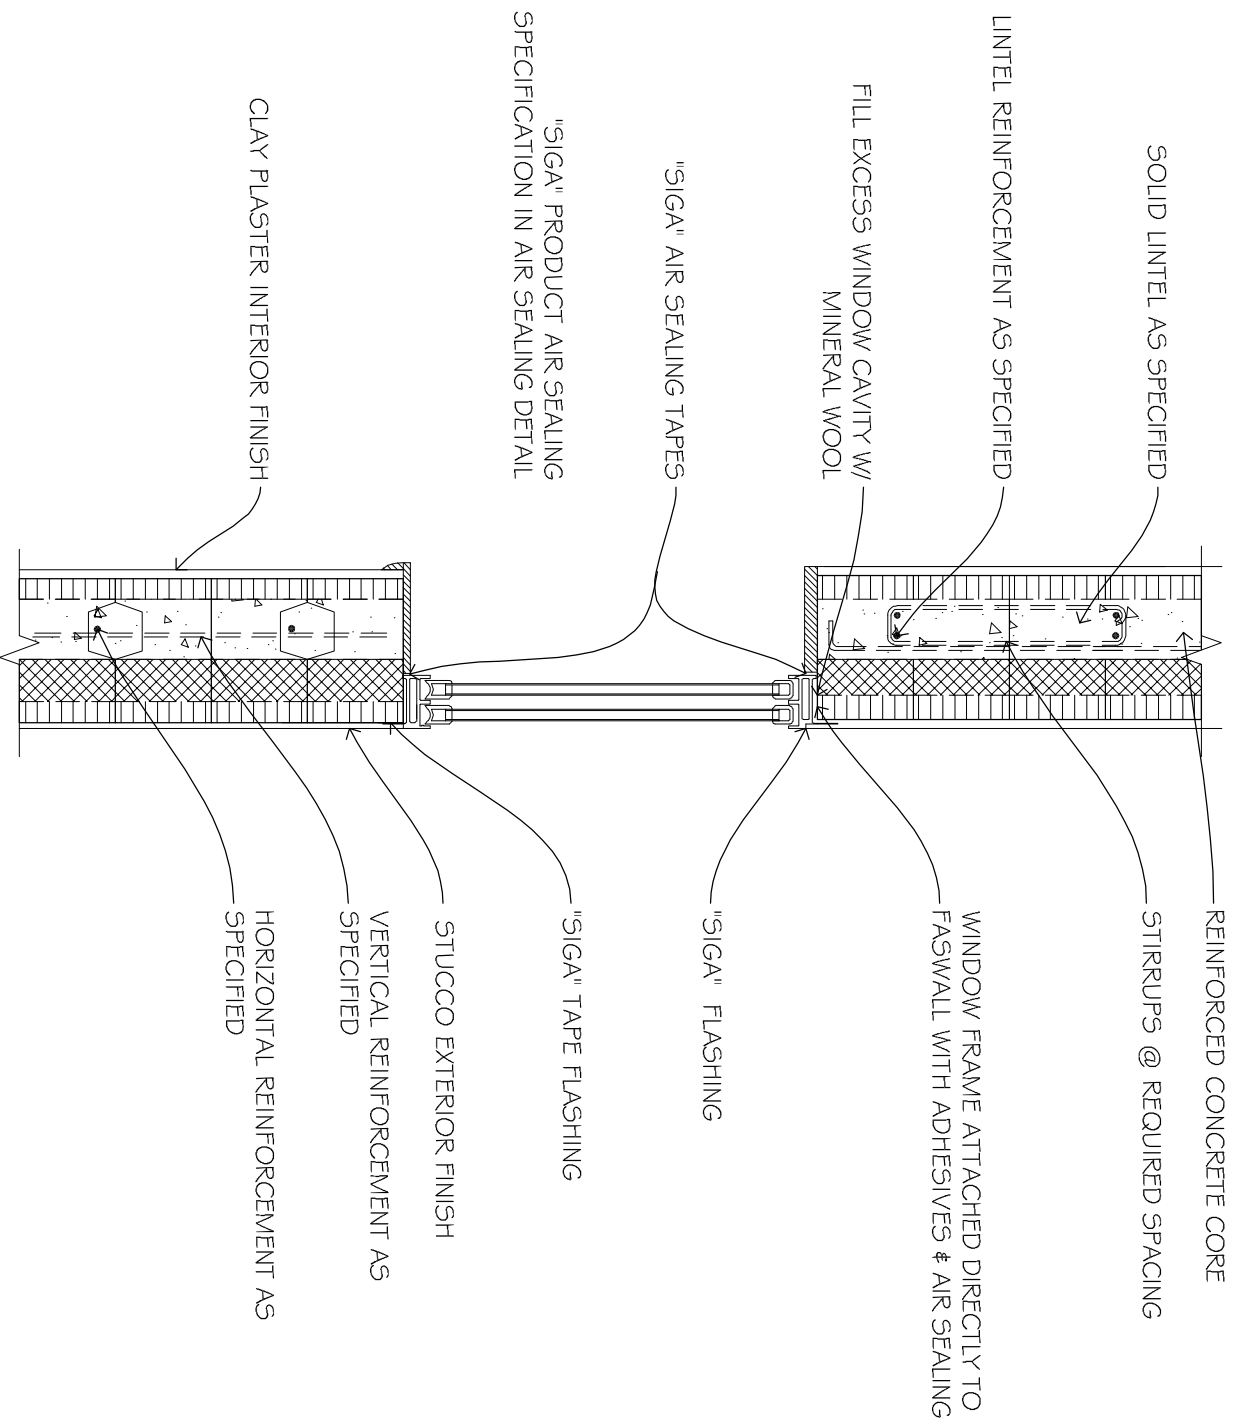 SOLID LINTEL AS SPECIFIED
LINTEL REINFORCEMENT AS SPECIFIED
FILL EXCESS WINDOW CAVITY W/
MINERAL WOOL
"SIGA" AIR SEALING TAPES
"SIGA" PRODUCT AIR SEALING
SPECIFICATION IN AIR SEALING DETAIL
CLAY PLASTER INTERIOR FINISH
REINFORCED CONCRETE CORE
STIRRUPS @ REQUIRED SPACING
WINDOW FRAME ATTACHED DIRECTLY TO
FASWALL WITH ADHESIVES & AIR SEALING
"SIGA" FLASHING
"SIGA" TAPE FLASHING
STUCCO EXTERIOR FINISH
VERTICAL REINFORCEMENT AS
SPECIFIED
HORIZONTAL REINFORCEMENT AS
SPECIFIED